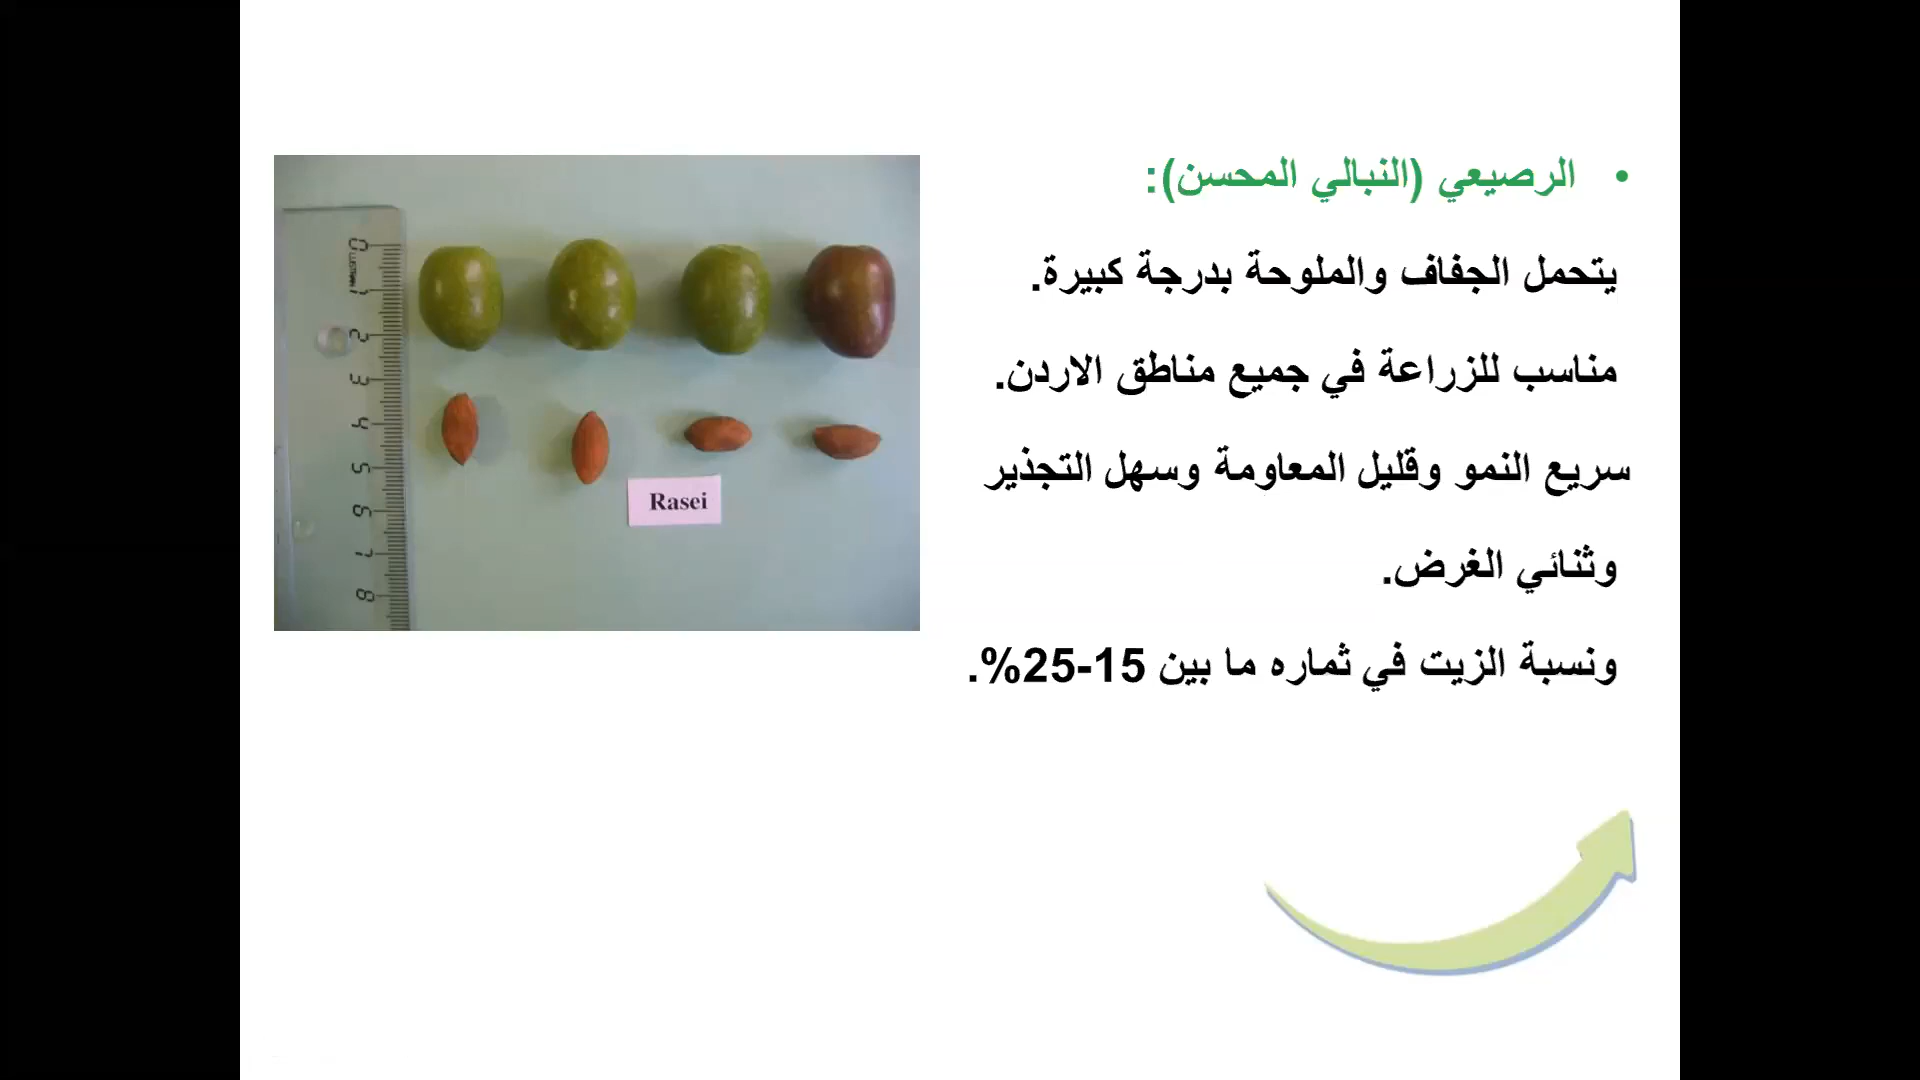 • الرصيعي (النبالي المحسن):
يتحمل الجفاف والملوحة بدرجة كبيرة.
مناسب للزراعة في جميع مناطق الاردن.
سريع النمو وقليل المعاومة وسهل التجذير
وثنائي الغرض.
ونسبة الزيت في ثماره ما بين 15-25%.
0
1
2
3
4
5
6
7
8
Rasei